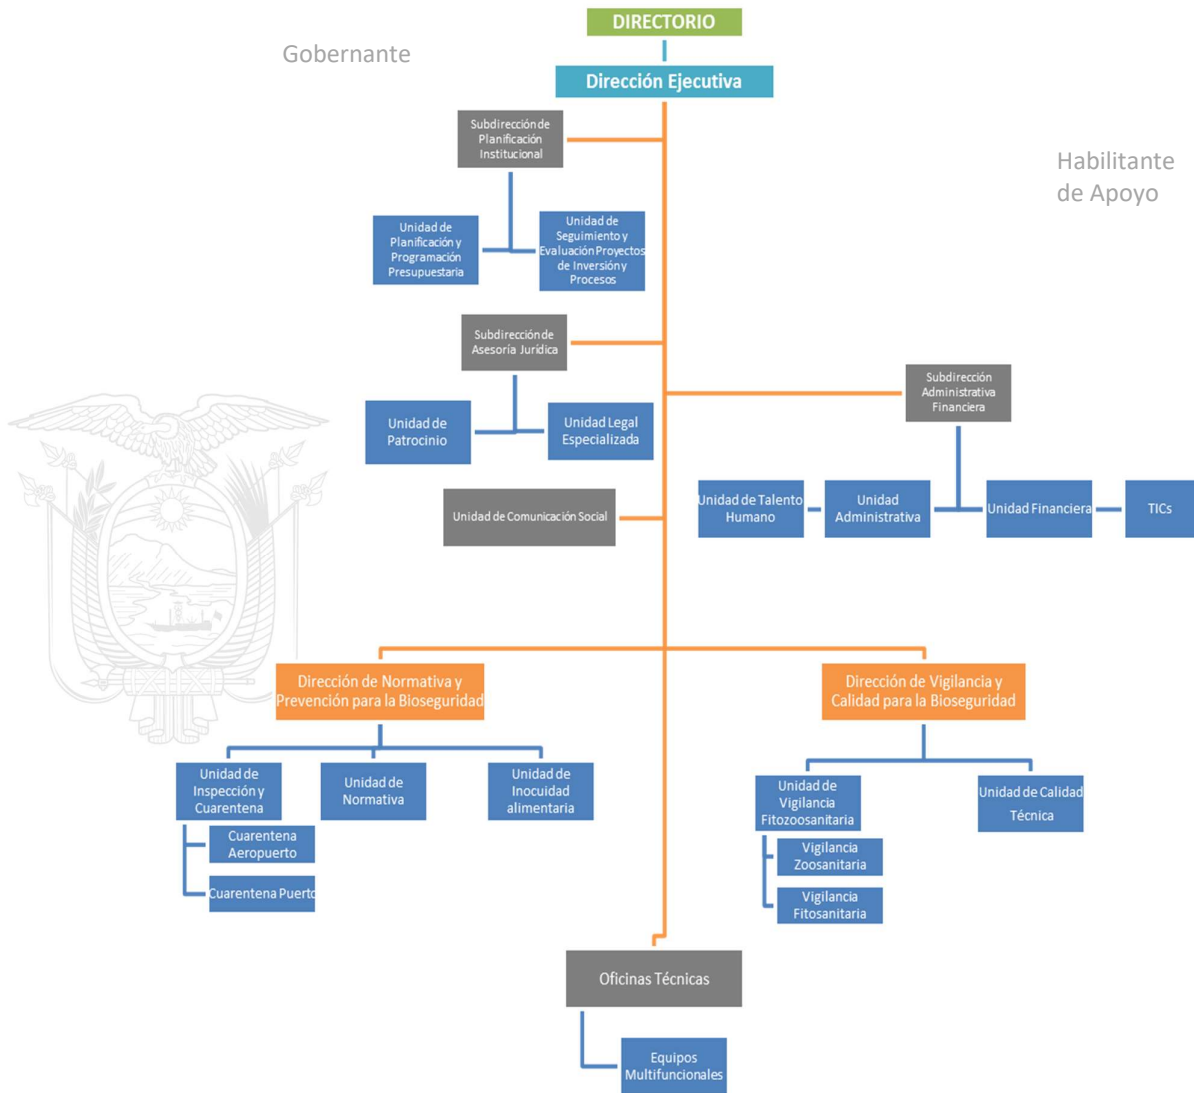 DIRECTORIO
Gobernante
Dirección Ejecutiva
Subdirección de
Planificación
Institucional
Habilitante
de Apoyo
Unidad de
Planificación y
Programación
Presupuestaria
Unidad de
Seguimiento y
Evaluación Proyectos
de Inversión y
Procesos
Subdirección de
Asesoría Jurídica
Subdirección
Administrativa
Financiera
Unidad de
Patrocinio
Unidad Legal
Especializada
Unidad de Comunicación Social
Unidad de Talento
Humano
Unidad
Administrativa
Unidad Financiera
TICs
Dirección de Normativa y
Prevención para la Bioseguridad
Dirección de Vigilancia y
Calidad para la Bioseguridad
Unidad de
Inspección y
Cuarentena
Unidad de
Normativa
Unidad de
Inocuidad
alimentaria
Unidad de
Vigilancia
Fitozoosanitaria
Unidad de Calidad
Técnica
Cuarentena
Aeropuerto
Cuarentena Puerto
Vigilancia
Zoosanitaria
Vigilancia
Fitosanitaria
Oficinas Técnicas
Equipos
Multifuncionales